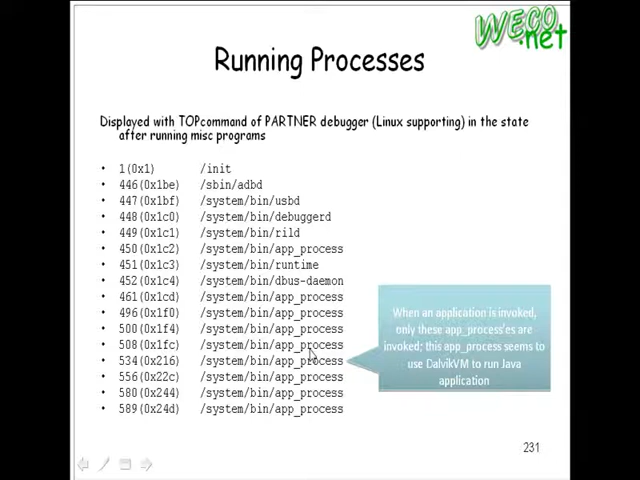 WECO
.net
Running Processes
Displayed with TOPcommand of PARTNER debugger (Linux supporting) in the state
after running misc programs
• 1(0x1) /init
• 446(0x1be) /sbin/adbd
• 447(0x1bf) /system/bin/usbd
• 448(0x1c0) /system/bin/debuggerd
• 449(0x1c1) /system/bin/rild
• 450(0x1c2) /system/bin/app_process
• 451(0x1c3) /system/bin/runtime
• 452(0x1c4) /system/bin/dbus-daemon
• 461(0x1cd) /system/bin/app_process
• 496(0x1f0) /system/bin/app_process
• 500(0x1f4) /system/bin/app_process
• 508(0x1fc) /system/bin/app_process
• 534(0x216) /system/bin/app_process
• 556(0x22c) /system/bin/app_process
• 580(0x244) /system/bin/app_process
• 589(0x24d) /system/bin/app_process
When an application is invoked,
only these app_process'es are
invoked; this app_process seems to
use DalvikVM to run Java
application
231